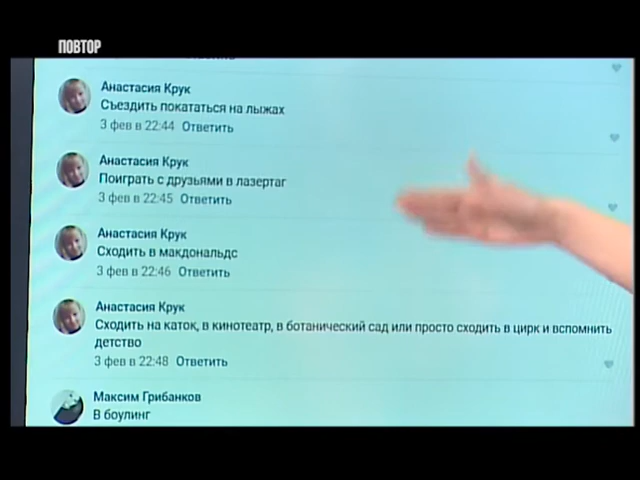 ПОВТОР
Анастасия Крук
Съездить покататься на лыжах
3 фев в 22:44 Ответить
Анастасия Крук
Поиграть с друзьями в лазертаг
3 фев в 22:45 Ответить
Анастасия Крук
Сходить в макдональдс
3 фев в 22:46 Ответить
Анастасия Крук
Сходить на каток, в кинотеатр, в ботанический сад или просто сходить в цирк и вспомнить
детство
3 фев в 22:48 Ответить
Максим Грибанков
В боулинг